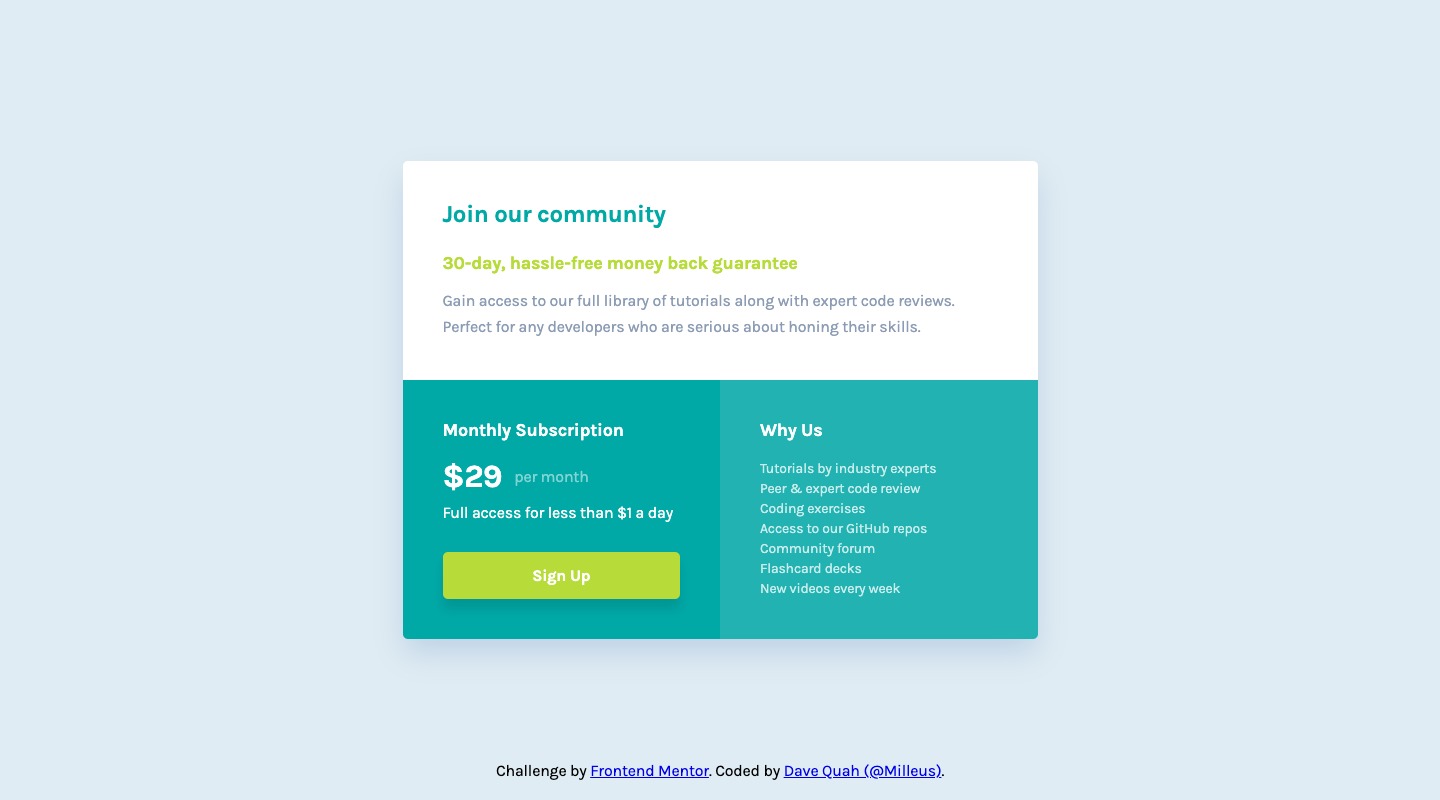 Join our community
30-day, hassle-free money back guarantee
Gain access to our full library of tutorials along with expert code reviews.
Perfect for any developers who are serious about honing their skills.
Monthly Subscription
$29 per month
Full access for less than $1 a day
Sign Up
Why Us
Tutorials by industry experts
Peer & expert code review
Coding exercises
Access to our GitHub repos
Community forum
Flashcard decks
New videos every week
Challenge by Frontend Mentor. Coded by Dave Quah (@Milleus).